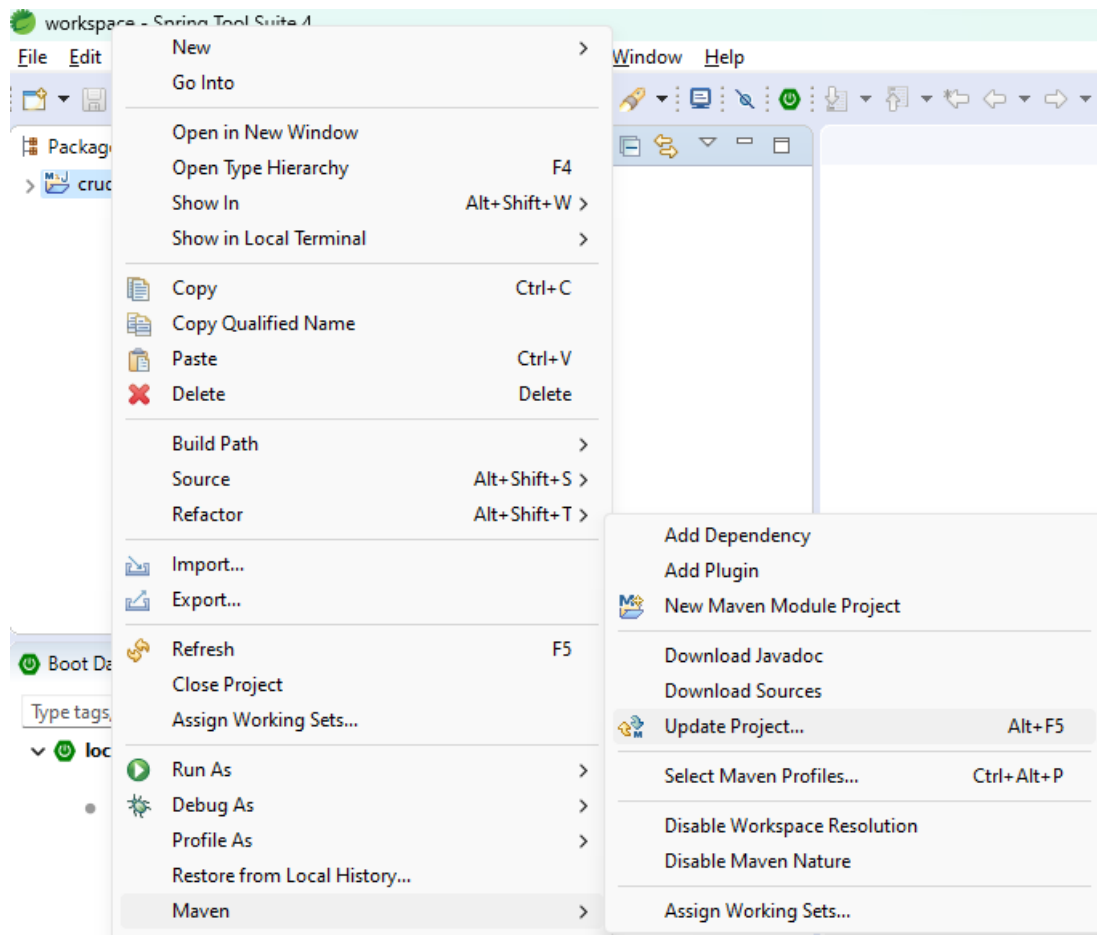 workspace - Spring Tool Suite 4
File Edit Window Help
New
Go Into
Open in New Window
Open Type Hierarchy F4
Show In Alt+Shift+W
Show in Local Terminal
Copy Ctrl+C
Copy Qualified Name
Paste Ctrl+V
Delete Delete
Build Path
Source Alt+Shift+S
Refactor Alt+Shift+T
Import...
Export...
Refresh F5
Close Project
Assign Working Sets...
Run As
Debug As
Profile As
Restore from Local History...
Maven
Packag
crud
Boot Da
Type tags,
loc
Add Dependency
Add Plugin
New Maven Module Project
Download Javadoc
Download Sources
Update Project... Alt+F5
Select Maven Profiles... Ctrl+Alt+P
Disable Workspace Resolution
Disable Maven Nature
Assign Working Sets...